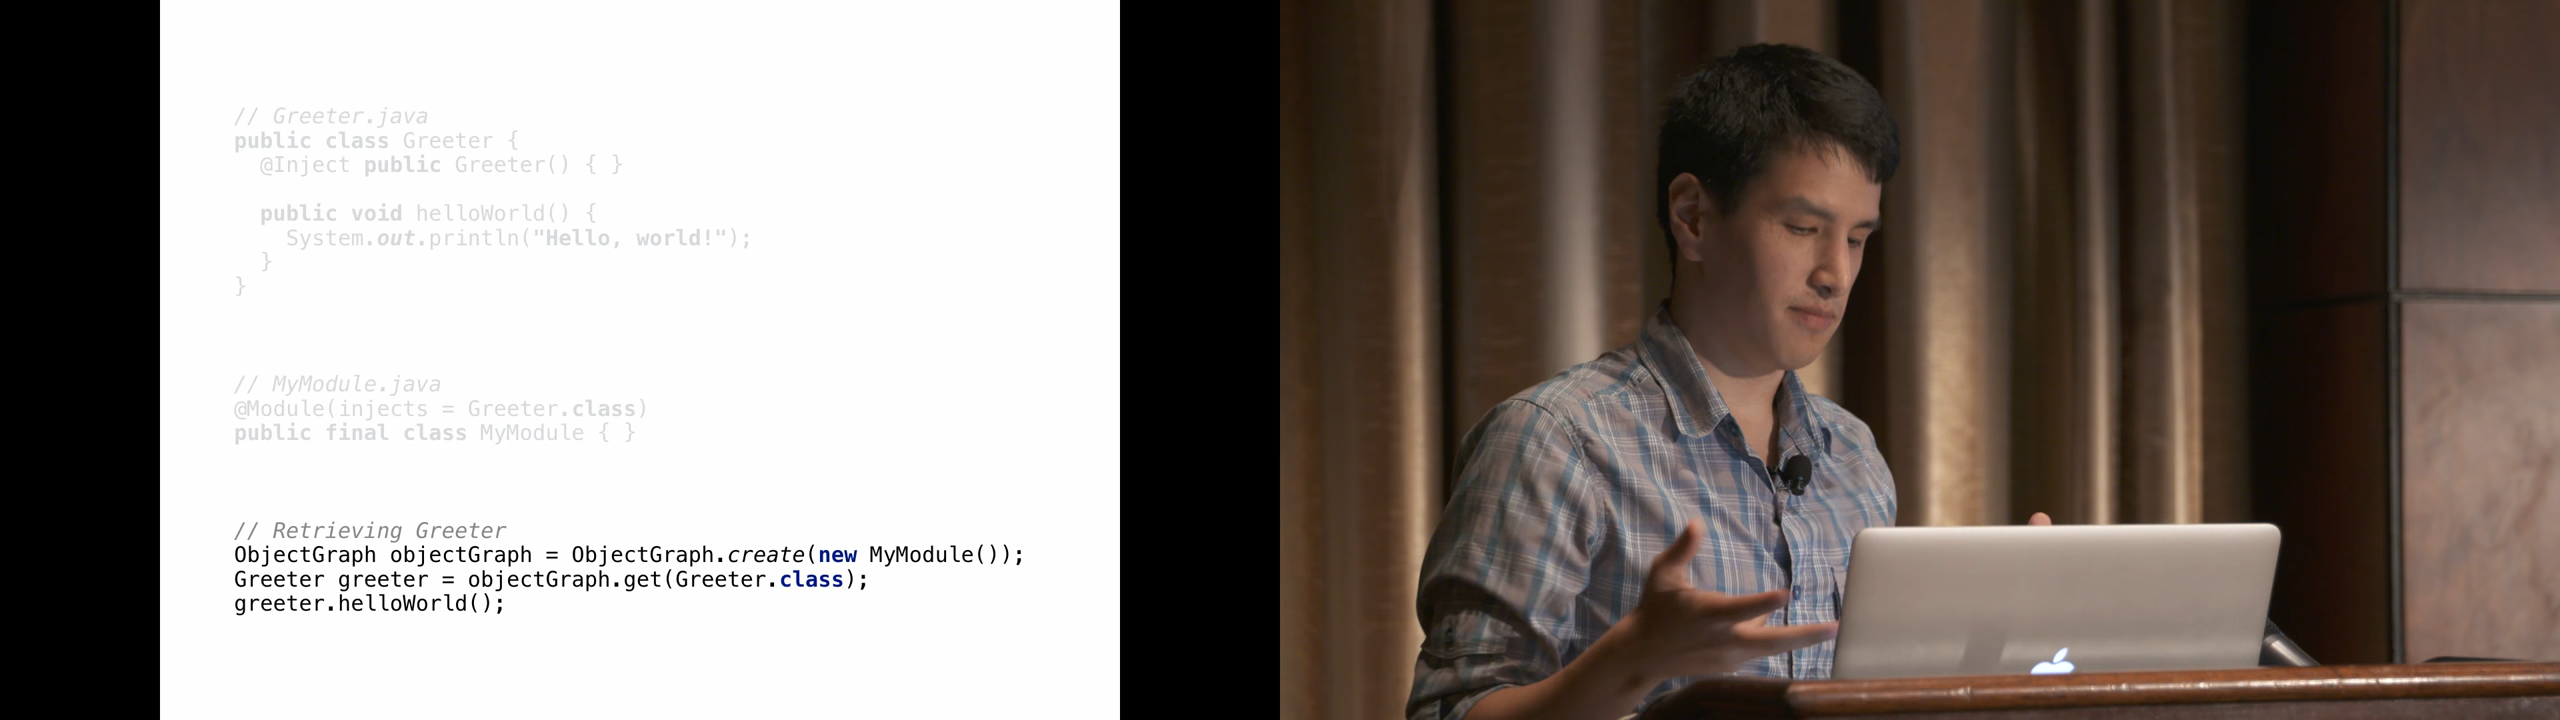 // Greeter.java
public class Greeter {
@Inject public Greeter() { }
public void helloWorld() {
System.out.println("Hello, world!");
}
}
// MyModule.java
@Module(injects = Greeter.class)
public final class MyModule { }
// Retrieving Greeter
ObjectGraph objectGraph = ObjectGraph.create(new MyModule());
Greeter greeter = objectGraph.get(Greeter.class);
greeter.helloWorld();